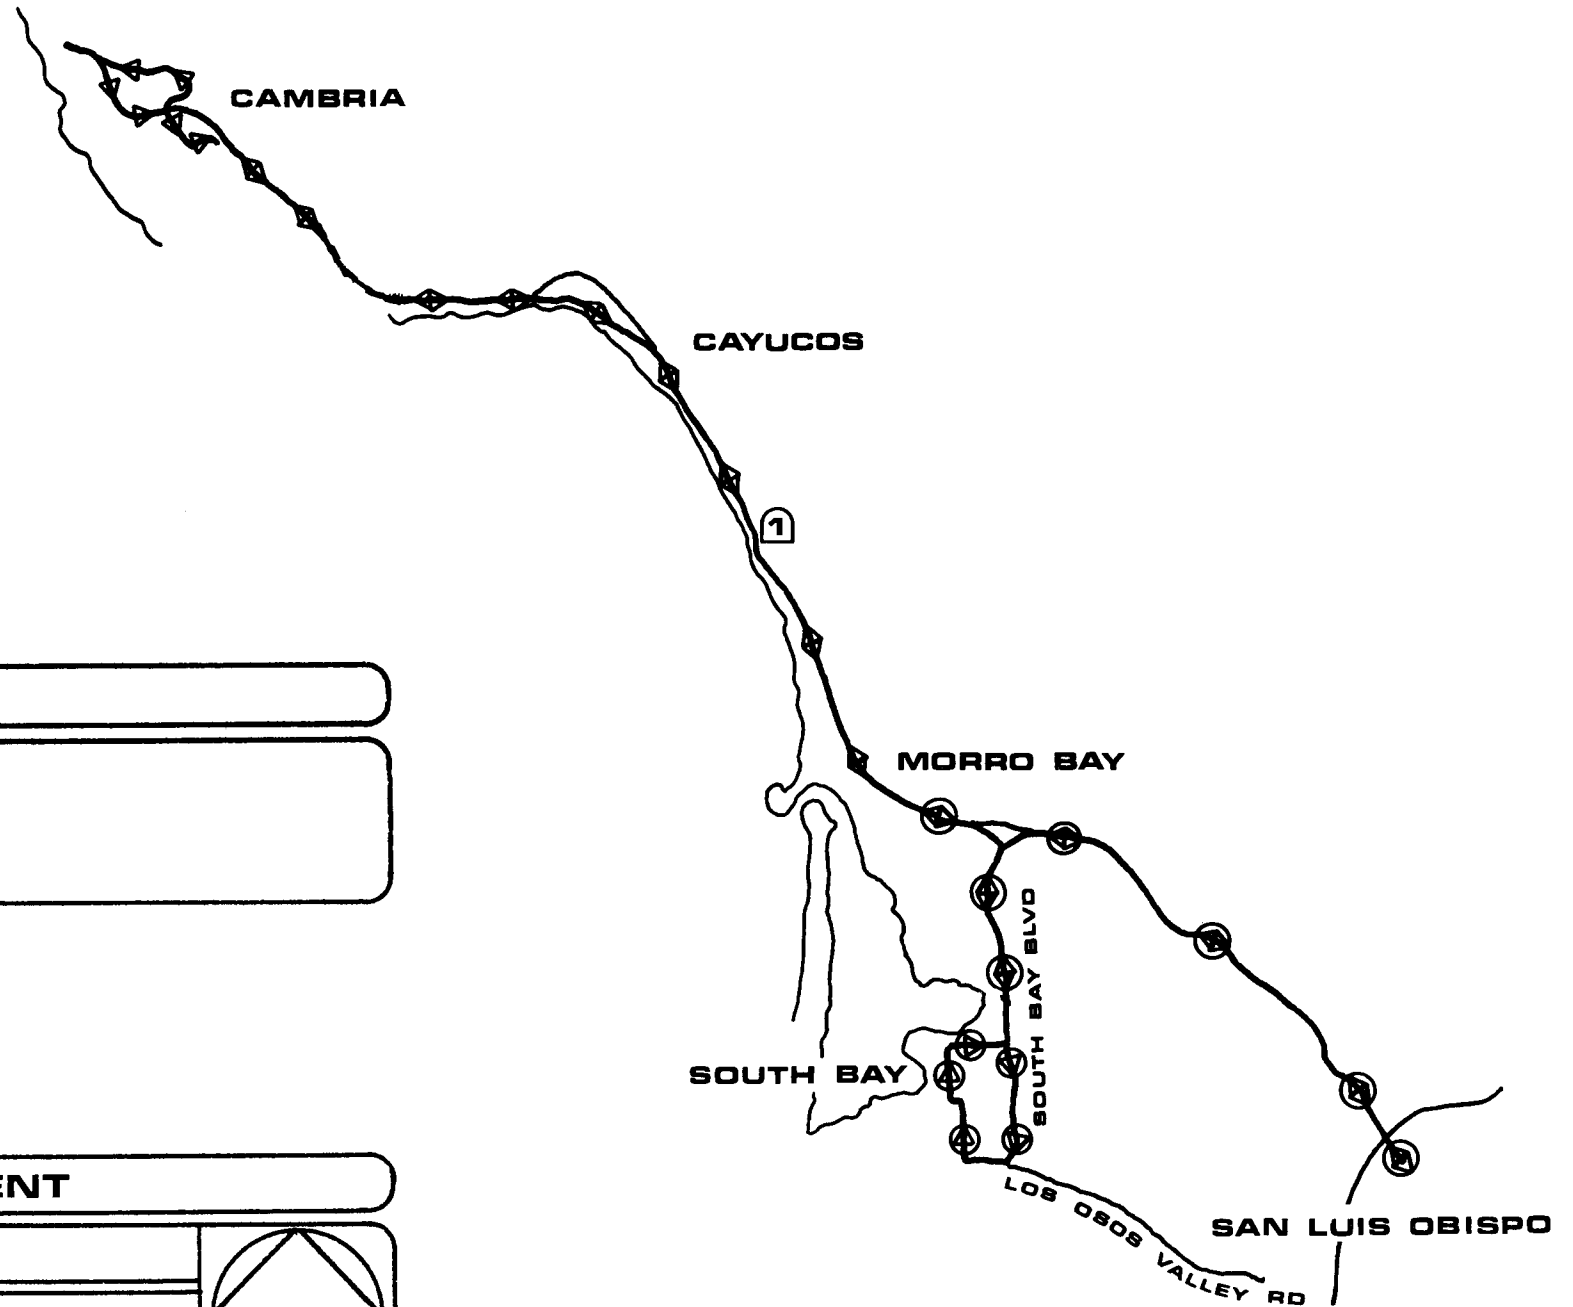 CAMBRIA
CAYUCOS
1
MORRO BAY
SOUTH BAY BLVD
SOUTH BAY
LOS OSOS VALLEY RD
SAN LUIS OBISPO
ENT